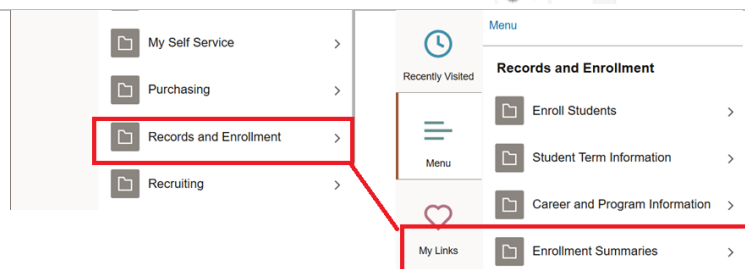 My Self Service
Purchasing
Records and Enrollment
Recruiting
Recently Visited
Menu
My Links
Menu
Records and Enrollment
Enroll Students
Student Term Information
Career and Program Information
Enrollment Summaries